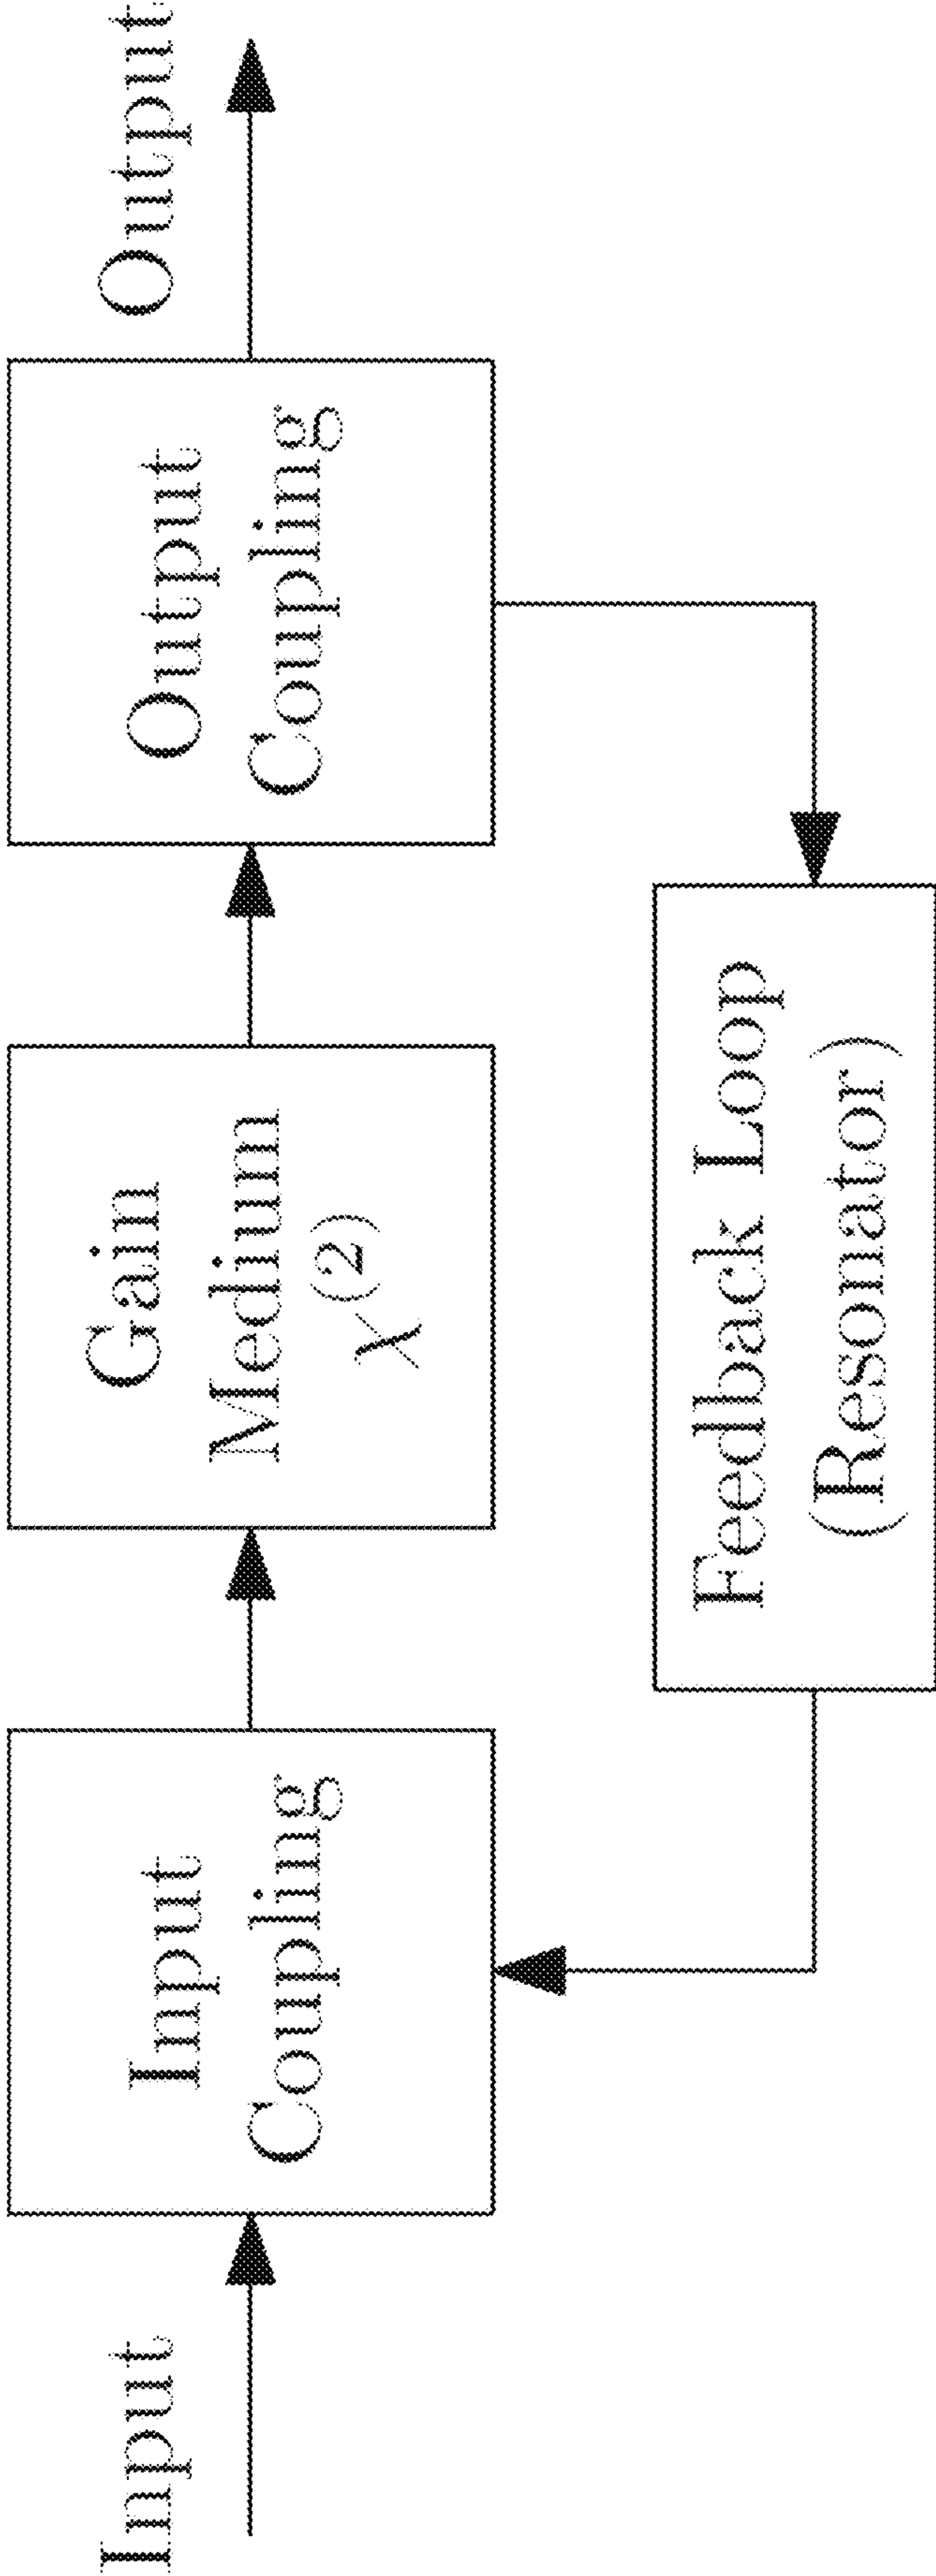 Input
Input
Coupling
Gain
Medium
χ(2)
Output
Coupling
Output
Feedback Loop
(Resonator)